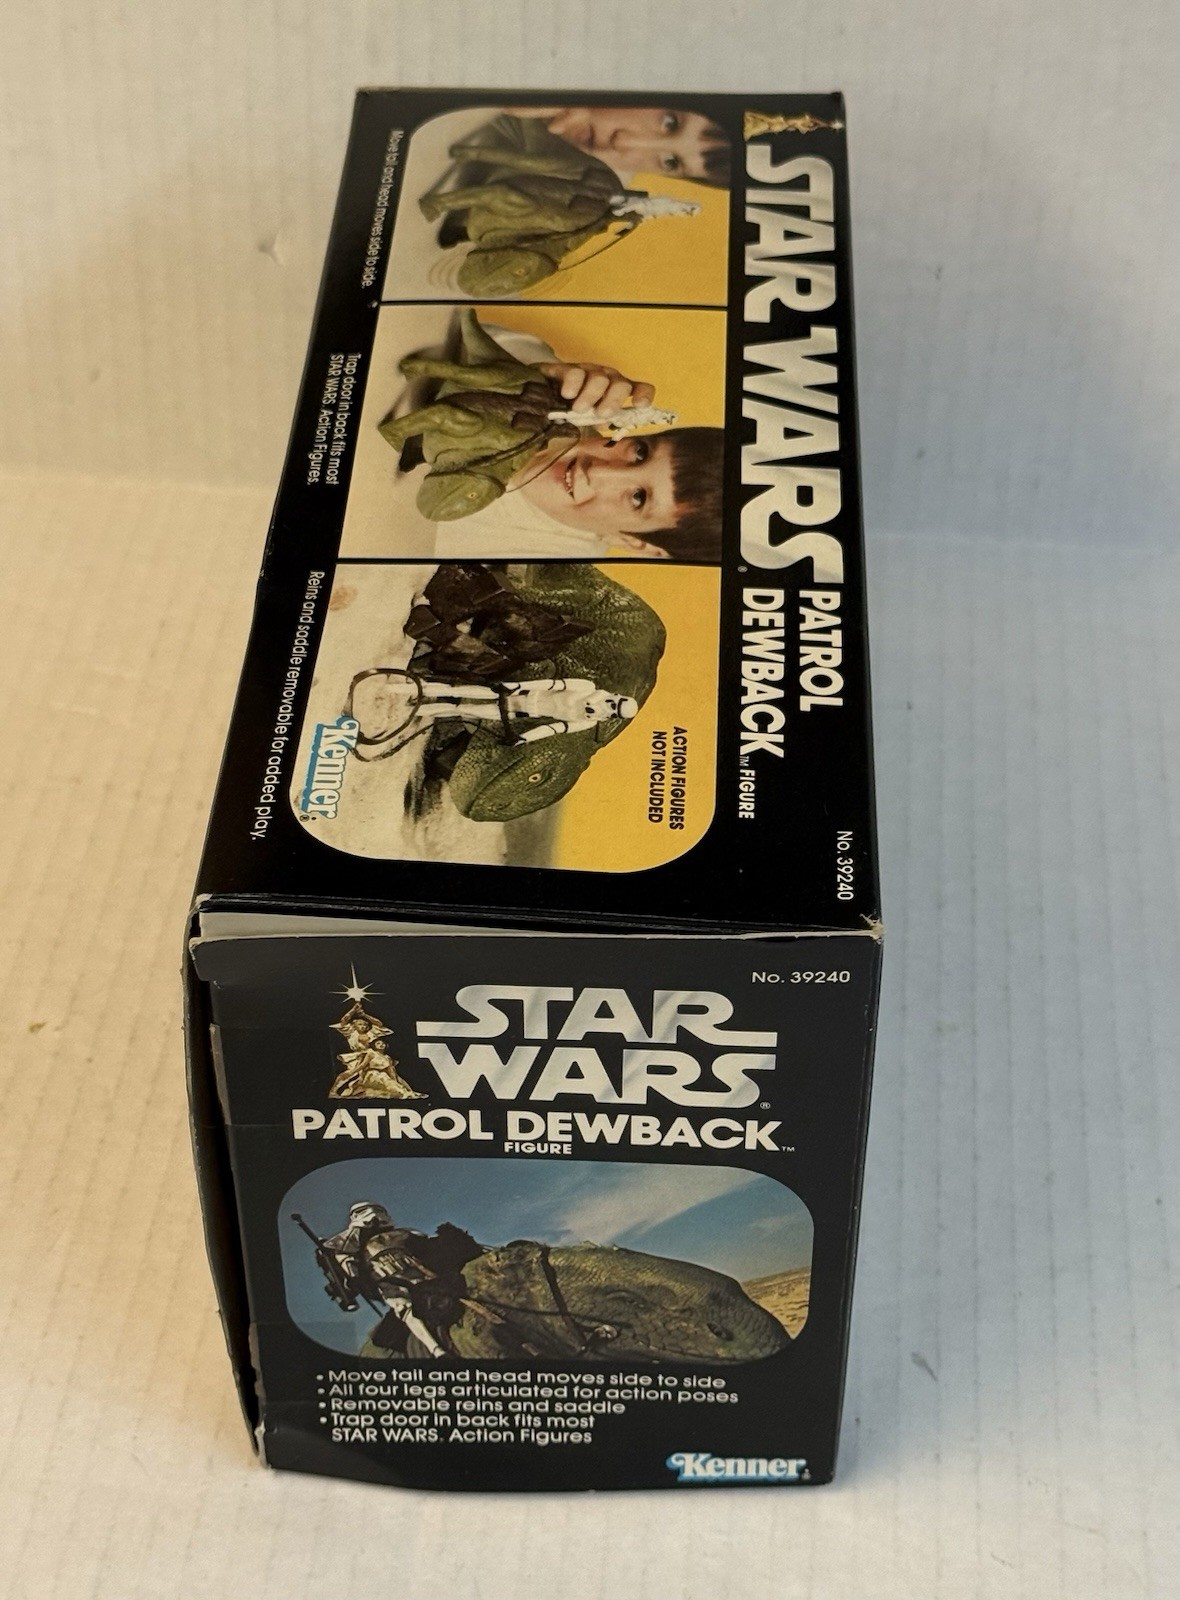 STAR WARS®
PATROL
DEWBACK™ FIGURE
No. 39240
Move tail and head moves side to side.
Trap door in back fits most
STAR WARS® Action Figures.
Reins and saddle removable for added play.
ACTION FIGURES
NOT INCLUDED
Kenner®
No. 39240
STAR
WARS®
PATROL DEWBACK™
FIGURE
• Move tail and head moves side to side
• All four legs articulated for action poses
• Removable reins and saddle
• Trap door in back fits most
STAR WARS® Action Figures
Kenner®